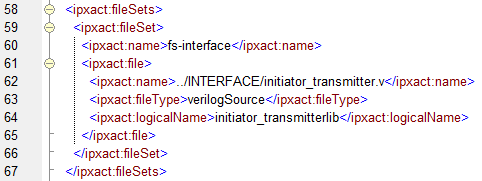 58 <ipxact:fileSets>
59 <ipxact:fileSet>
60 <ipxact:name>fs-interface</ipxact:name>
61 <ipxact:file>
62 <ipxact:name>../INTERFACE/initiator_transmitter.v</ipxact:name>
63 <ipxact:fileType>verilogSource</ipxact:fileType>
64 <ipxact:logicalName>initiator_transmitterlib</ipxact:logicalName>
65 </ipxact:file>
66 </ipxact:fileSet>
67 </ipxact:fileSets>